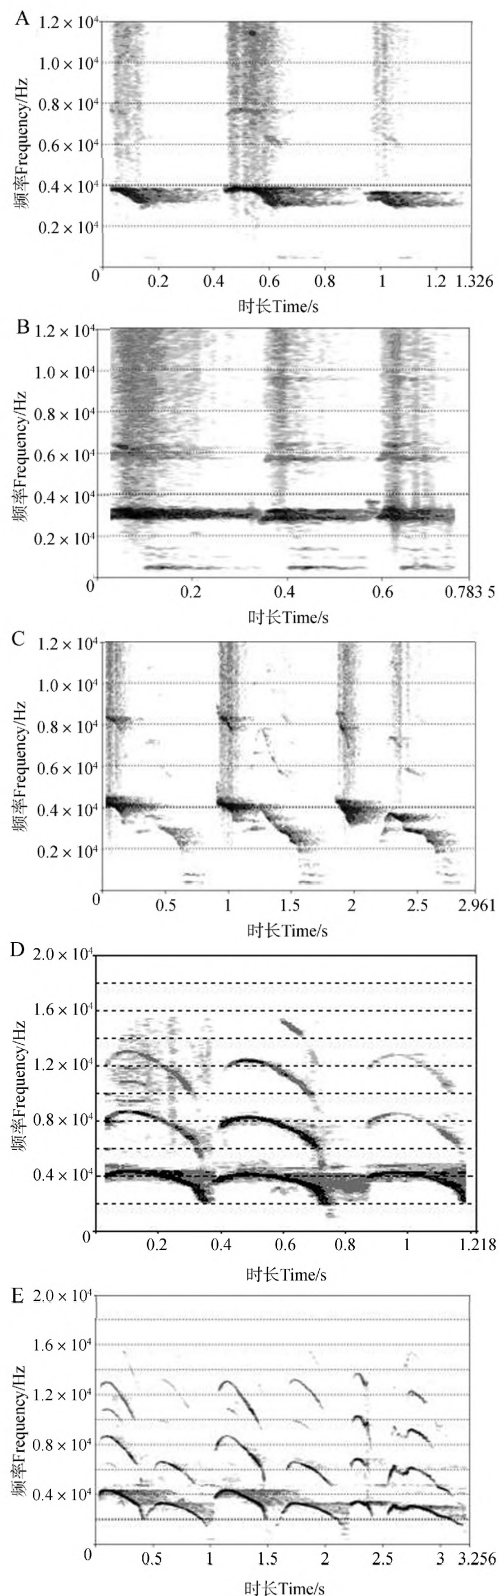 A
1.2 × 10⁴
1.0 × 10⁴
0.8 × 10⁴
0.6 × 10⁴
0.4 × 10⁴
0.2 × 10⁴
频率Frequency/Hz
0
0.2
0.4
0.6
0.8
1
1.2
1.326
时长Time/s
B
1.2 × 10⁴
1.0 × 10⁴
0.8 × 10⁴
0.6 × 10⁴
0.4 × 10⁴
0.2 × 10⁴
频率Frequency/Hz
0
0.2
0.4
0.6
0.783 5
时长Time/s
C
1.2 × 10⁴
1.0 × 10⁴
0.8 × 10⁴
0.6 × 10⁴
0.4 × 10⁴
0.2 × 10⁴
频率Frequency/Hz
0
0.5
1
1.5
2
2.5
2.961
时长Time/s
D
2.0 × 10⁴
1.6 × 10⁴
1.2 × 10⁴
0.8 × 10⁴
0.4 × 10⁴
频率Frequency/Hz
0
0.2
0.4
0.6
0.8
1
1.218
时长Time/s
E
2.0 × 10⁴
1.6 × 10⁴
1.2 × 10⁴
0.8 × 10⁴
0.4 × 10⁴
频率Frequency/Hz
0
0.5
1
1.5
2
2.5
3
3.256
时长Time/s